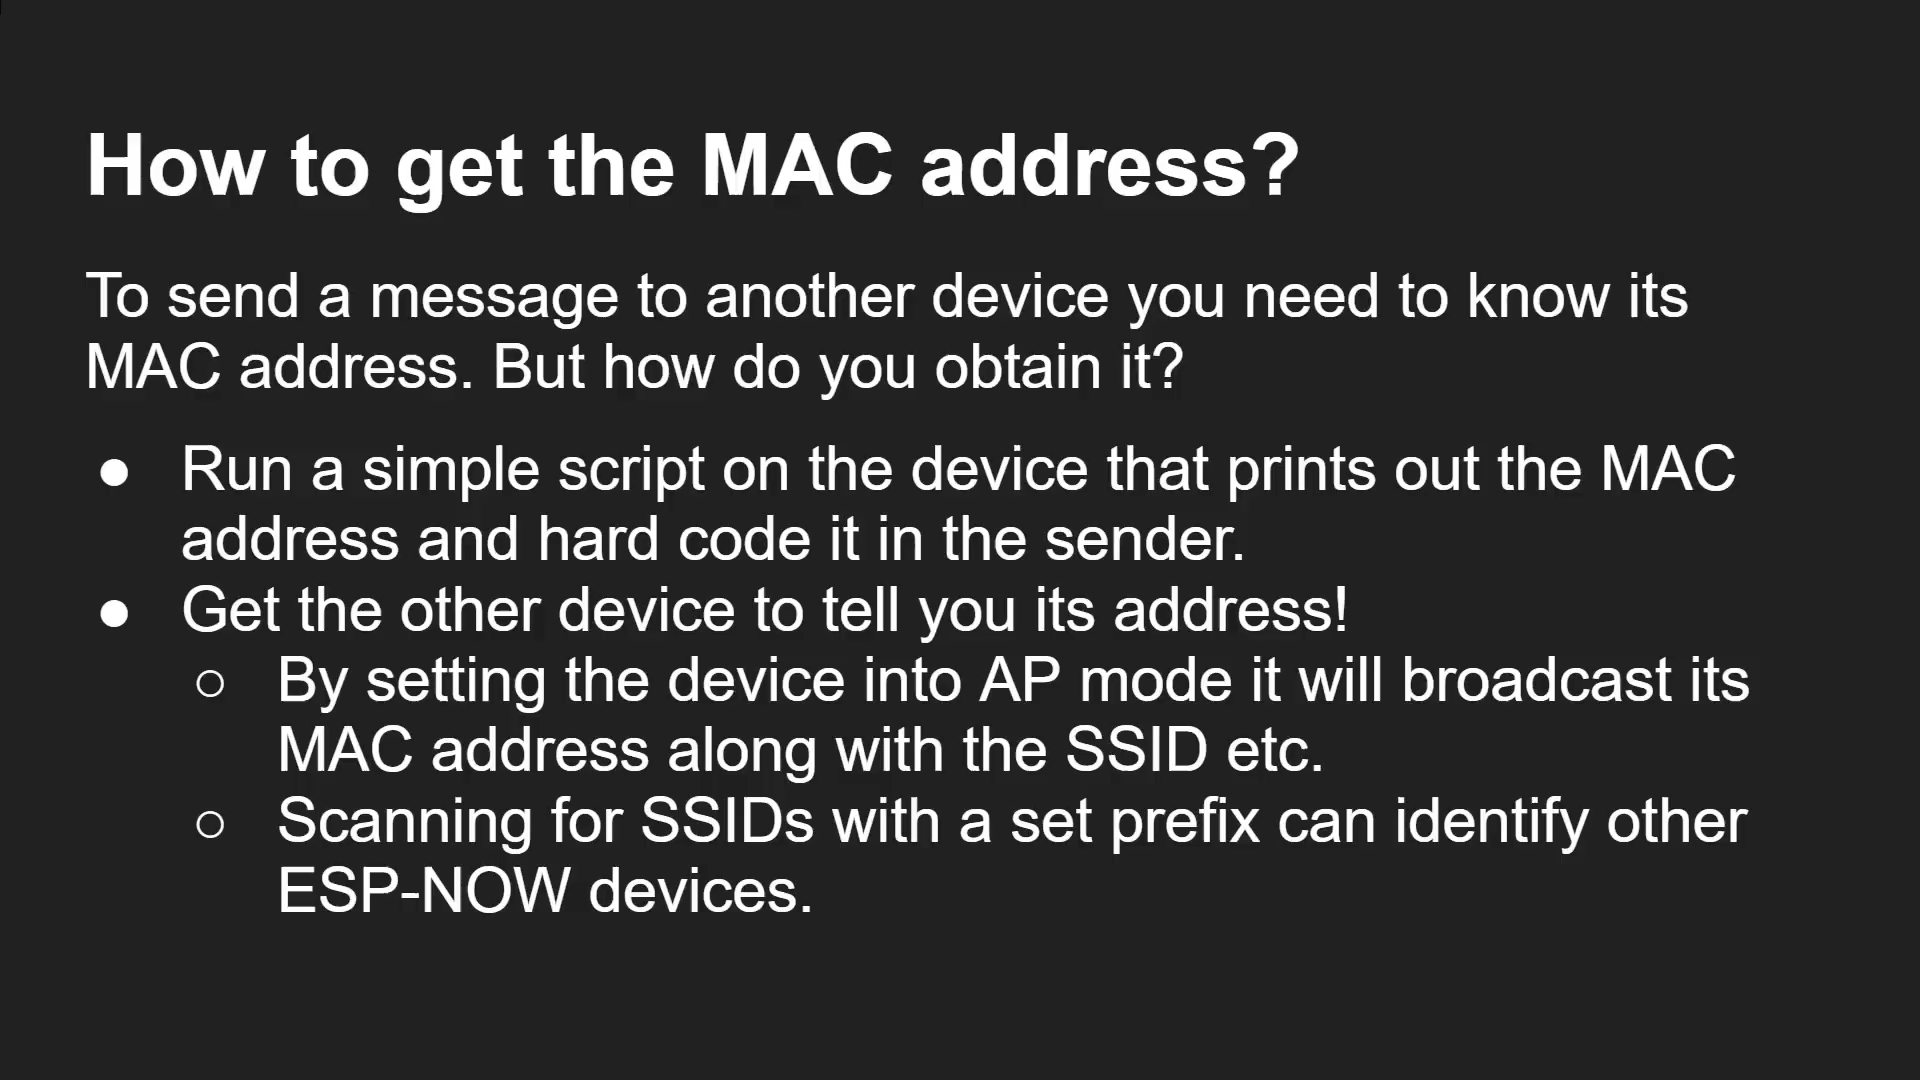 How to get the MAC address?
To send a message to another device you need to know its
MAC address. But how do you obtain it?
● Run a simple script on the device that prints out the MAC
address and hard code it in the sender.
● Get the other device to tell you its address!
○ By setting the device into AP mode it will broadcast its
MAC address along with the SSID etc.
○ Scanning for SSIDs with a set prefix can identify other
ESP-NOW devices.